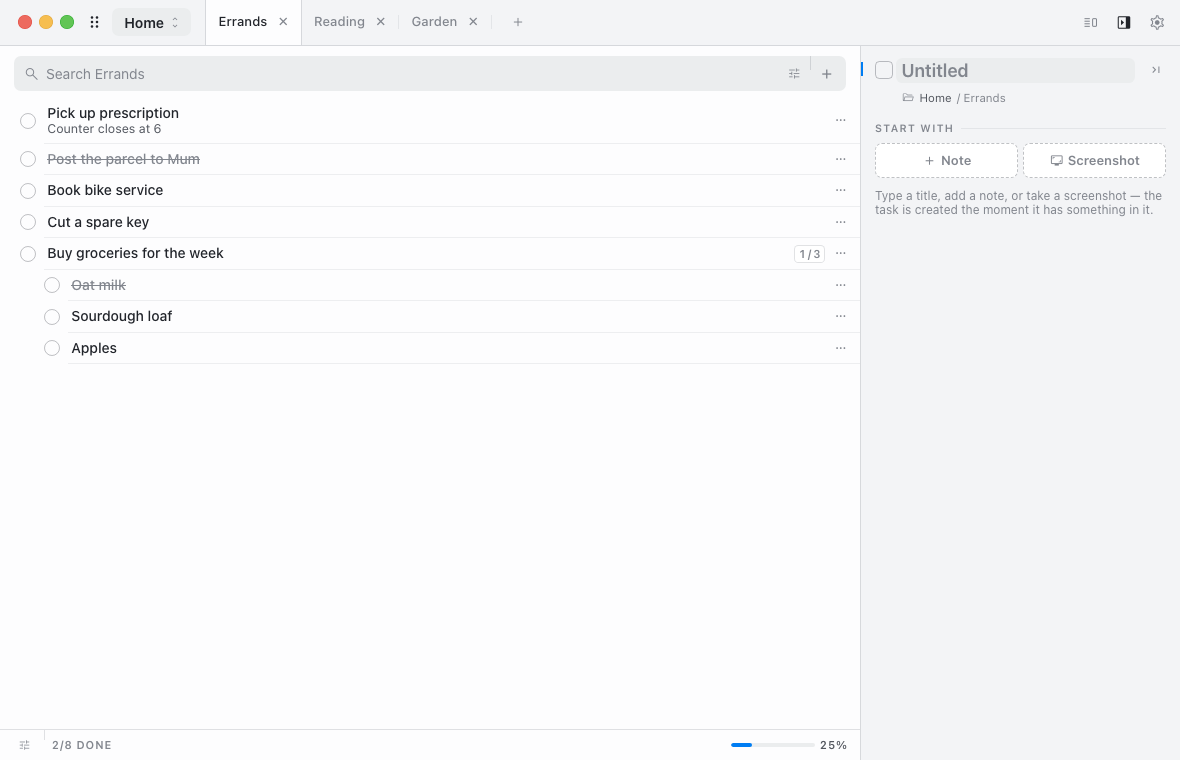 Home
Errands
Reading
Garden
Search Errands
Pick up prescription
Counter closes at 6
Post the parcel to Mum
Book bike service
Cut a spare key
Buy groceries for the week
1/3
Oat milk
Sourdough loaf
Apples
2/8 DONE
25%
Untitled
Home / Errands
START WITH
+ Note
Screenshot
Type a title, add a note, or take a screenshot — the
task is created the moment it has something in it.